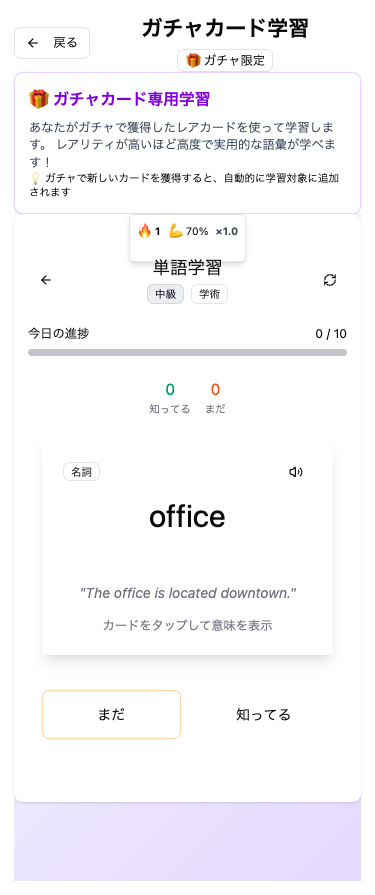 戻る
ガチャカード学習
🎁 ガチャ限定
🎁 ガチャカード専用学習
あなたがガチャで獲得したレアカードを使って学習しま
す。 レアリティが高いほど高度で実用的な語彙が学べま
す！
💡 ガチャで新しいカードを獲得すると、自動的に学習対象に追加
されます
🔥 1 💪 70% ×1.0
単語学習
中級 学術
今日の進捗 0 / 10
0 0
知ってる まだ
名詞
office
"The office is located downtown."
カードをタップして意味を表示
まだ 知ってる